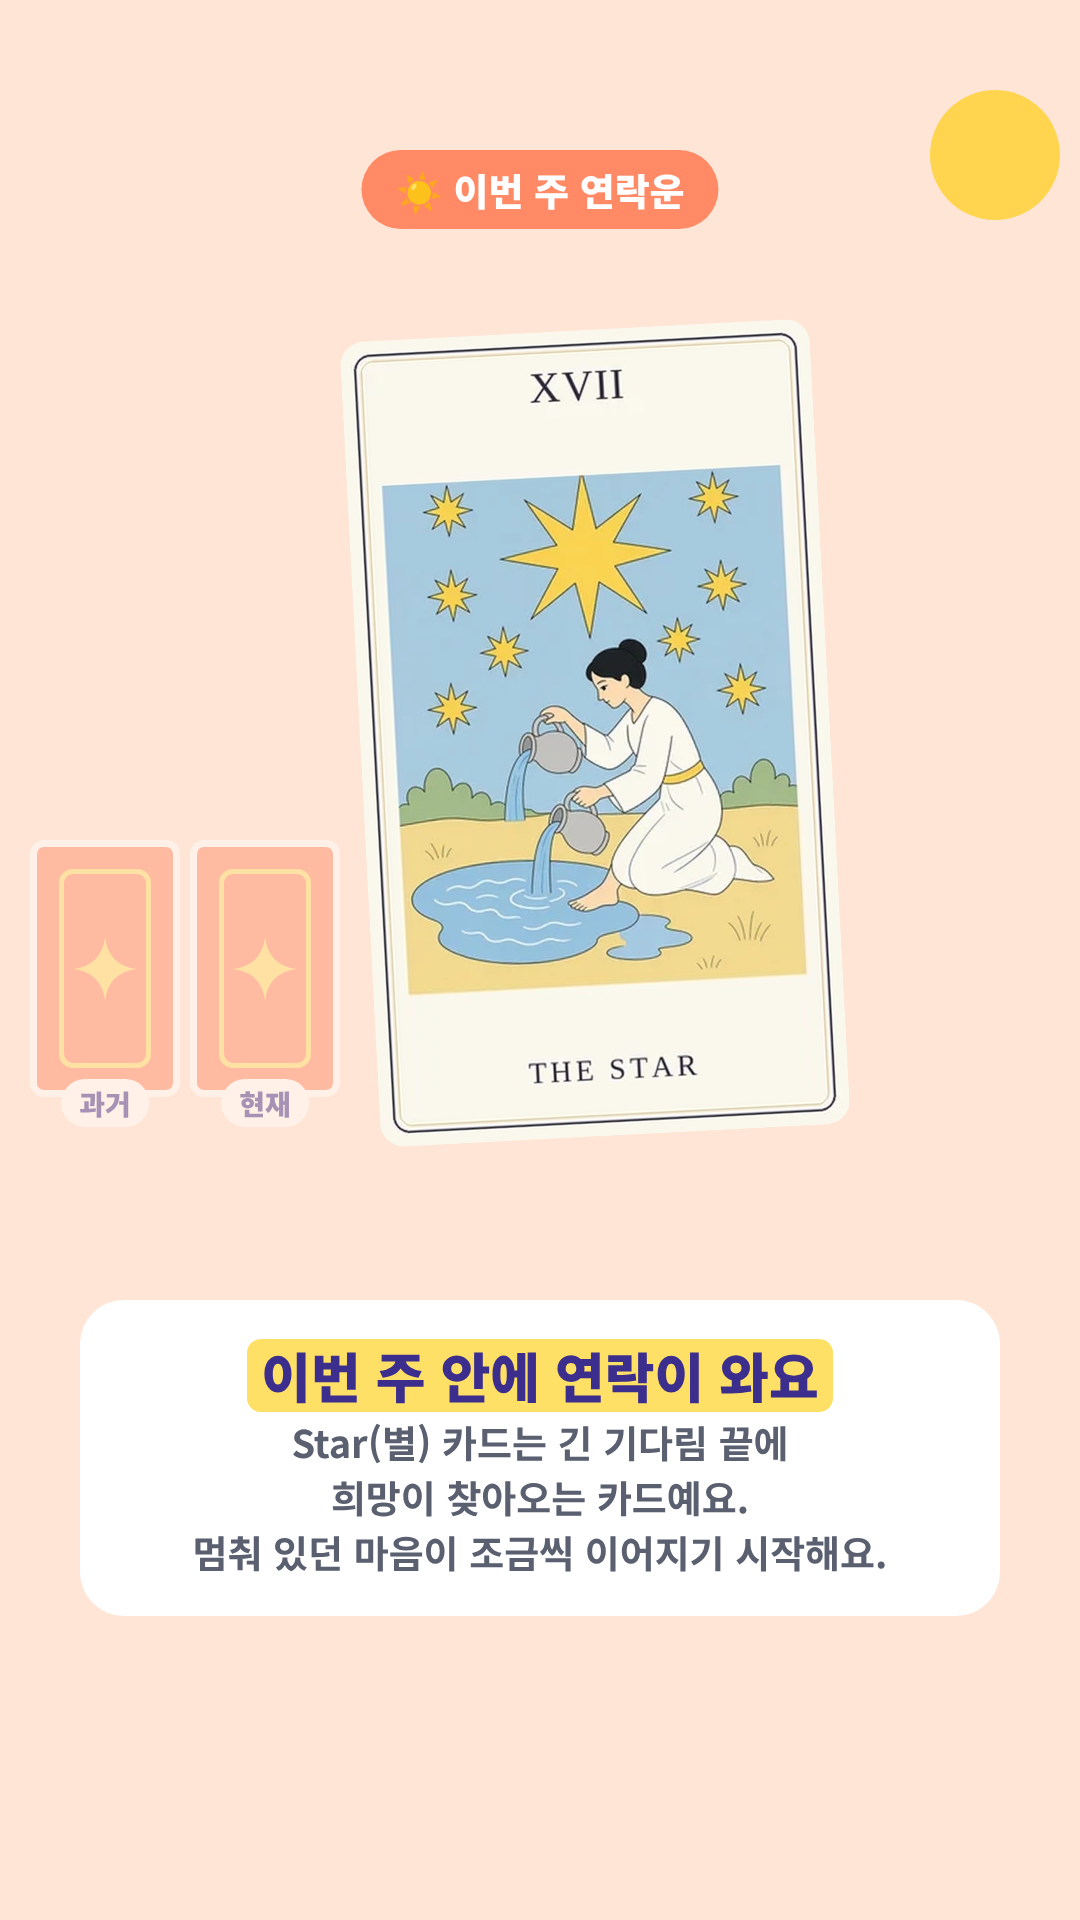 ☀️ 이번 주 연락운
XVII
THE STAR
과거
현재
이번 주 안에 연락이 와요
Star(별) 카드는 긴 기다림 끝에
희망이 찾아오는 카드예요.
멈춰 있던 마음이 조금씩 이어지기 시작해요.